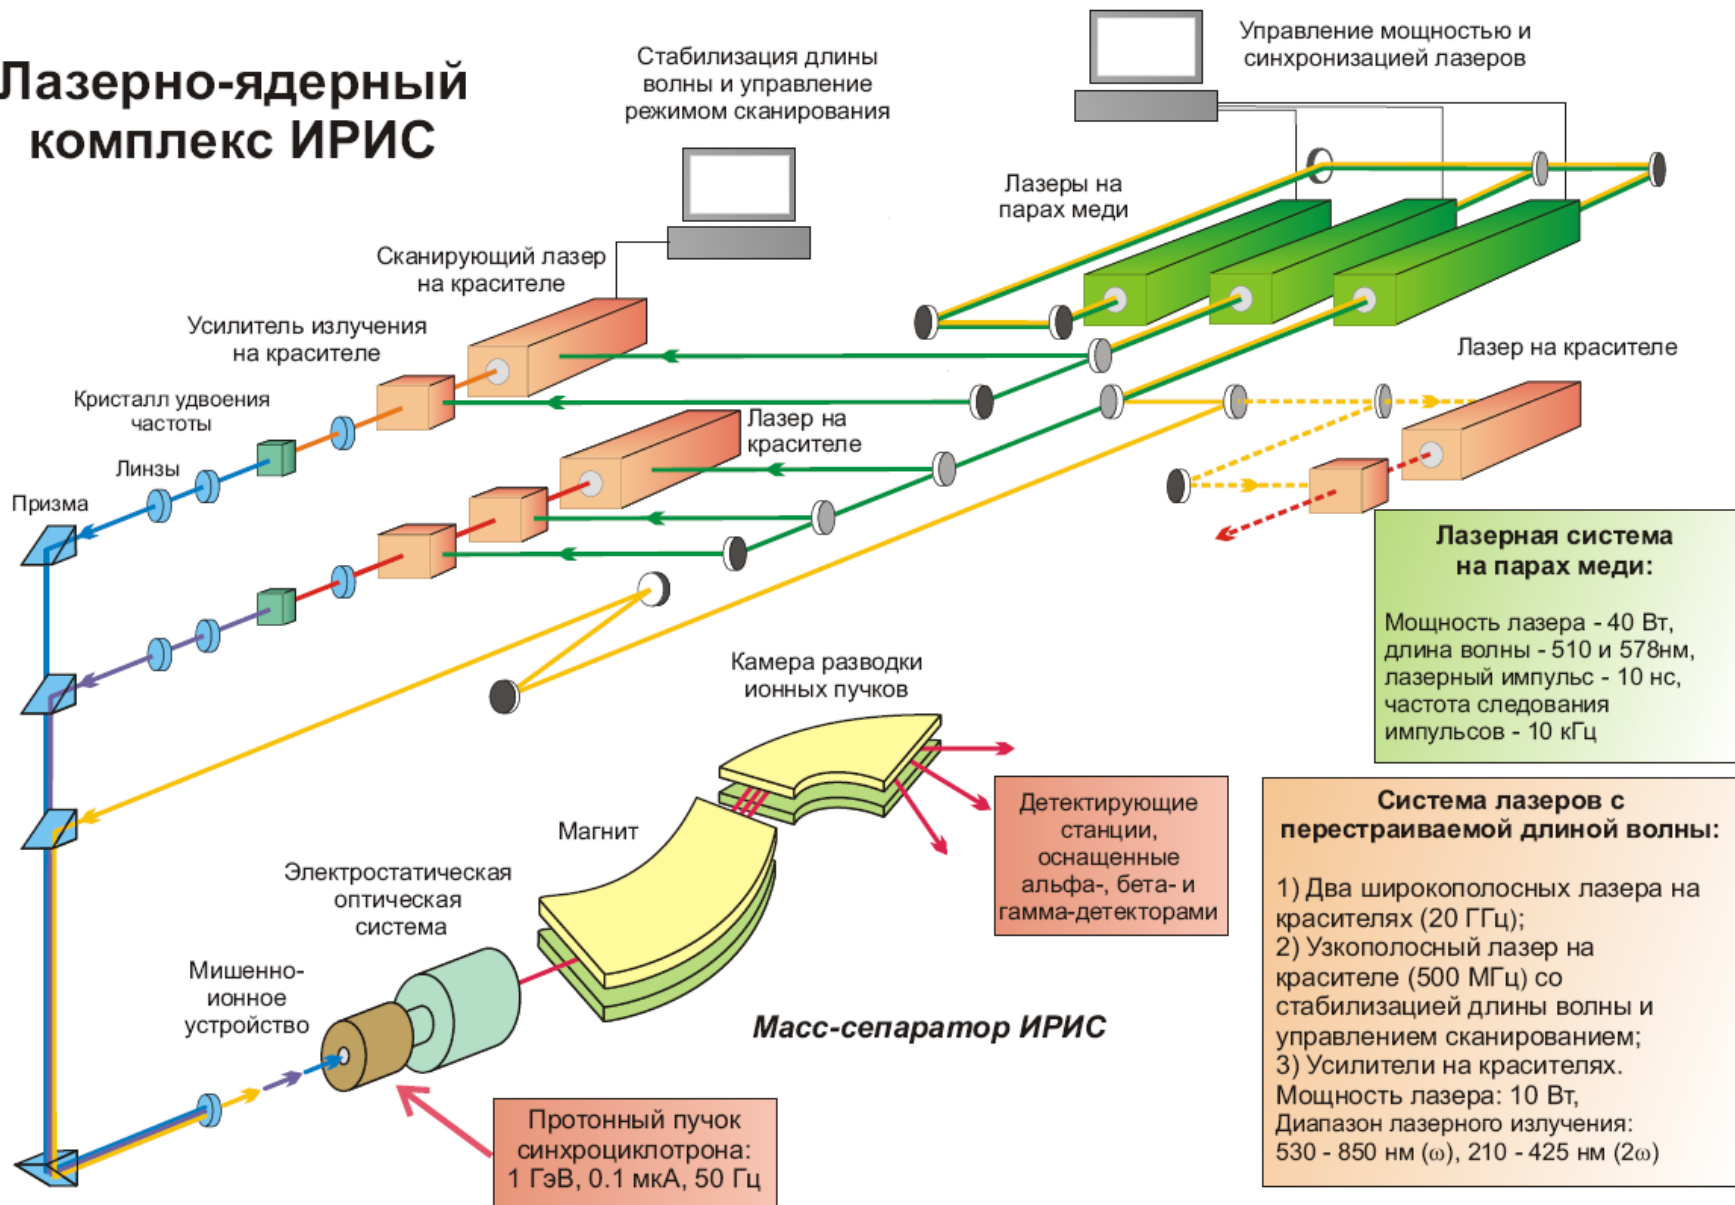 Лазерно-ядерный
комплекс ИРИС
Стабилизация длины
волны и управление
режимом сканирования
Управление мощностью и
синхронизацией лазеров
Лазеры на
парах меди
Сканирующий лазер
на красителе
Усилитель излучения
на красителе
Лазер на красителе
Кристалл удвоения
частоты
Лазер на
красителе
Линзы
Призма
Лазерная система
на парах меди:
Мощность лазера - 40 Вт,
длина волны - 510 и 578нм,
лазерный импульс - 10 нс,
частота следования
импульсов - 10 кГц
Камера разводки
ионных пучков
Магнит
Детектирующие
станции,
оснащенные
альфа-, бета- и
гамма-детекторами
Электростатическая
оптическая
система
Мишенно-
ионное
устройство
Масс-сепаратор ИРИС
Протонный пучок
синхроциклотрона:
1 ГэВ, 0.1 мкА, 50 Гц
Система лазеров с
перестраиваемой длиной волны:
1) Два широкополосных лазера на
красителях (20 ГГц);
2) Узкополосный лазер на
красителе (500 МГц) со
стабилизацией длины волны и
управлением сканированием;
3) Усилители на красителях.
Мощность лазера: 10 Вт,
Диапазон лазерного излучения:
530 - 850 нм (ω), 210 - 425 нм (2ω)